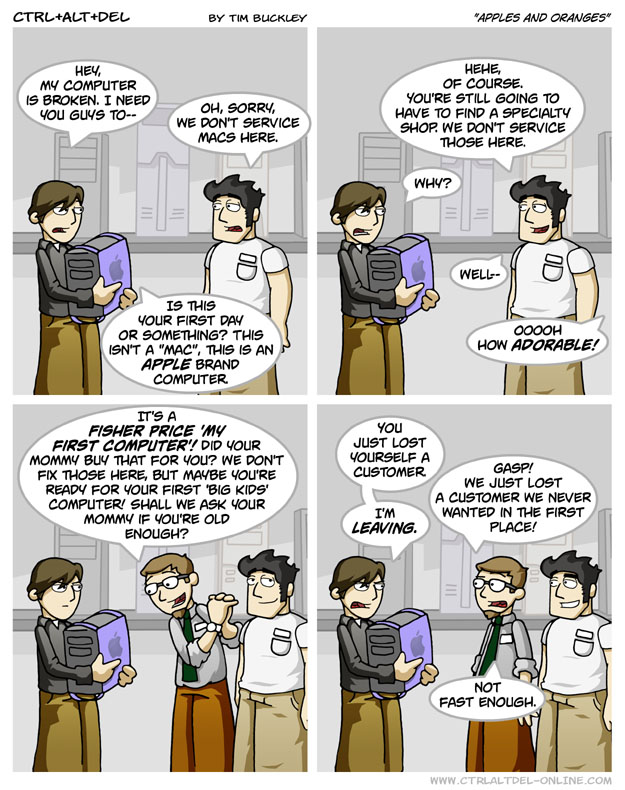 CTRL+ALT+DEL
BY TIM BUCKLEY
"APPLES AND ORANGES"
HEY,
MY COMPUTER
IS BROKEN. I NEED
YOU GUYS TO--
OH, SORRY,
WE DON'T SERVICE
MACS HERE.
IS THIS
YOUR FIRST DAY
OR SOMETHING? THIS
ISN'T A "MAC", THIS IS AN
APPLE BRAND
COMPUTER.
HEHE,
OF COURSE.
YOU'RE STILL GOING TO
HAVE TO FIND A SPECIALTY
SHOP. WE DON'T SERVICE
THOSE HERE.
WHY?
WELL--
OOOOH
HOW ADORABLE!
IT'S A
FISHER PRICE 'MY
FIRST COMPUTER'! DID YOUR
MOMMY BUY THAT FOR YOU? WE DON'T
FIX THOSE HERE, BUT MAYBE YOU'RE
READY FOR YOUR FIRST 'BIG KIDS'
COMPUTER! SHALL WE ASK YOUR
MOMMY IF YOU'RE OLD
ENOUGH?
YOU
JUST LOST
YOURSELF A
CUSTOMER.
I'M
LEAVING.
GASP!
WE JUST LOST
A CUSTOMER WE NEVER
WANTED IN THE FIRST
PLACE!
NOT
FAST ENOUGH.
WWW.CTRLALTDEL-ONLINE.COM